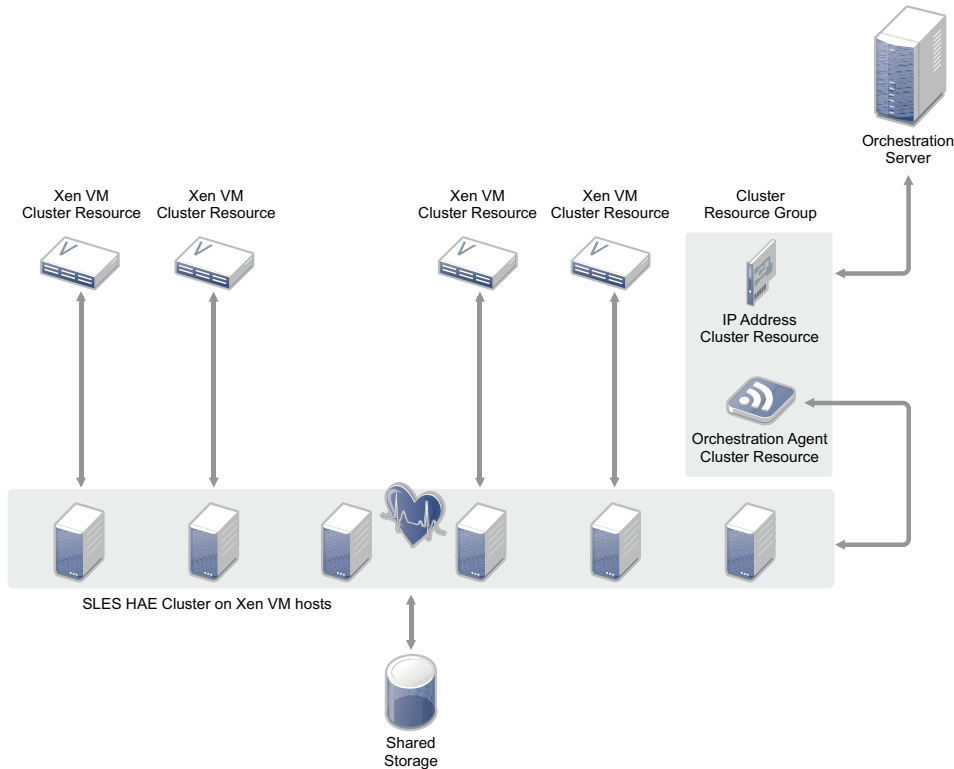 Orchestration
Server
Xen VM
Cluster Resource
Xen VM
Cluster Resource
Xen VM
Cluster Resource
Xen VM
Cluster Resource
Cluster
Resource Group
IP Address
Cluster Resource
Orchestration Agent
Cluster Resource
SLES HAE Cluster on Xen VM hosts
Shared
Storage